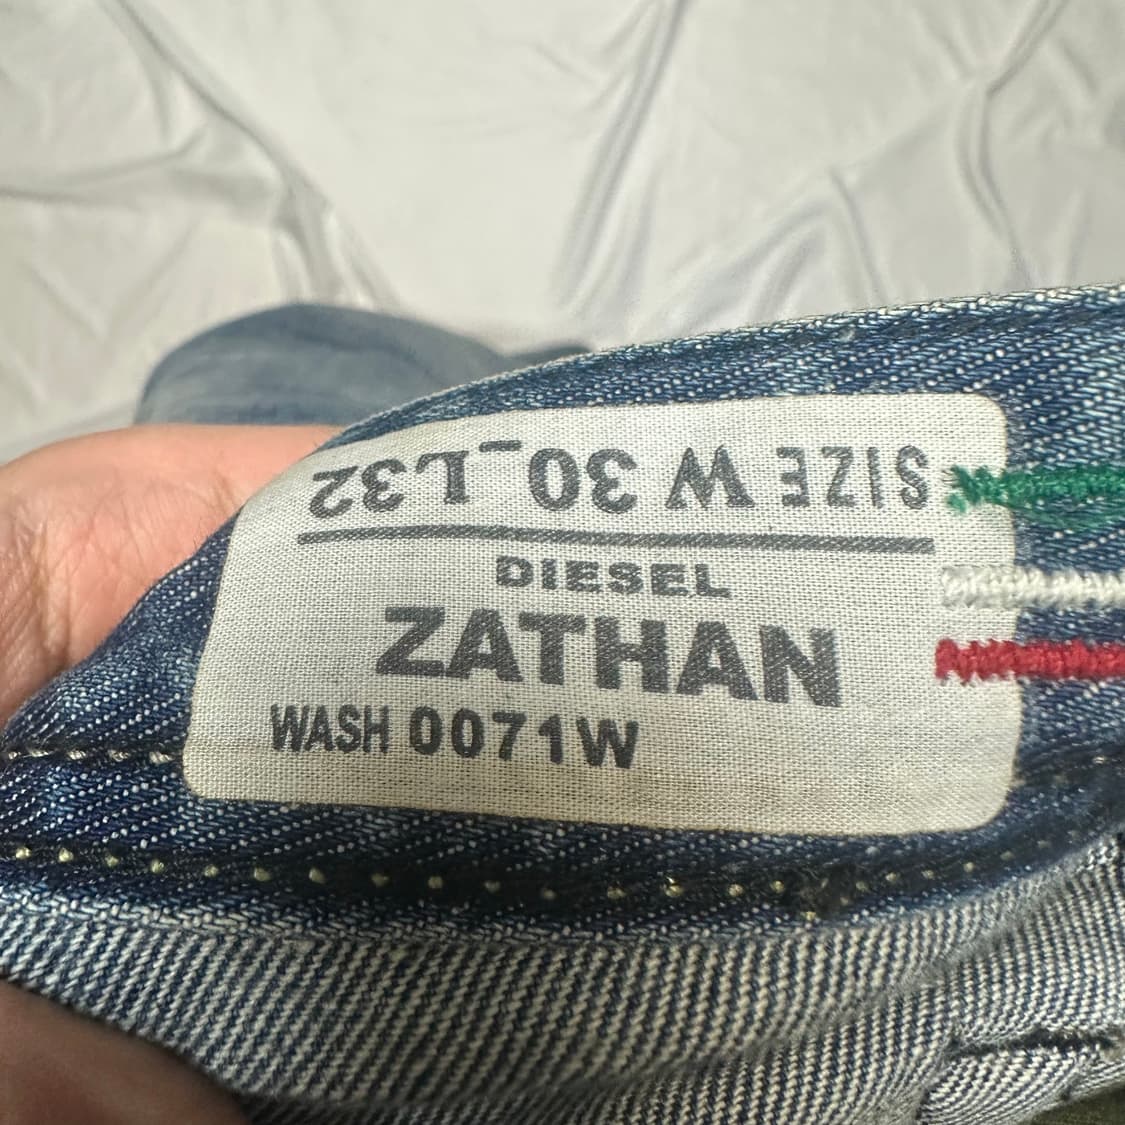 SIZE W 30_L32
DIESEL
ZATHAN
WASH 0071W